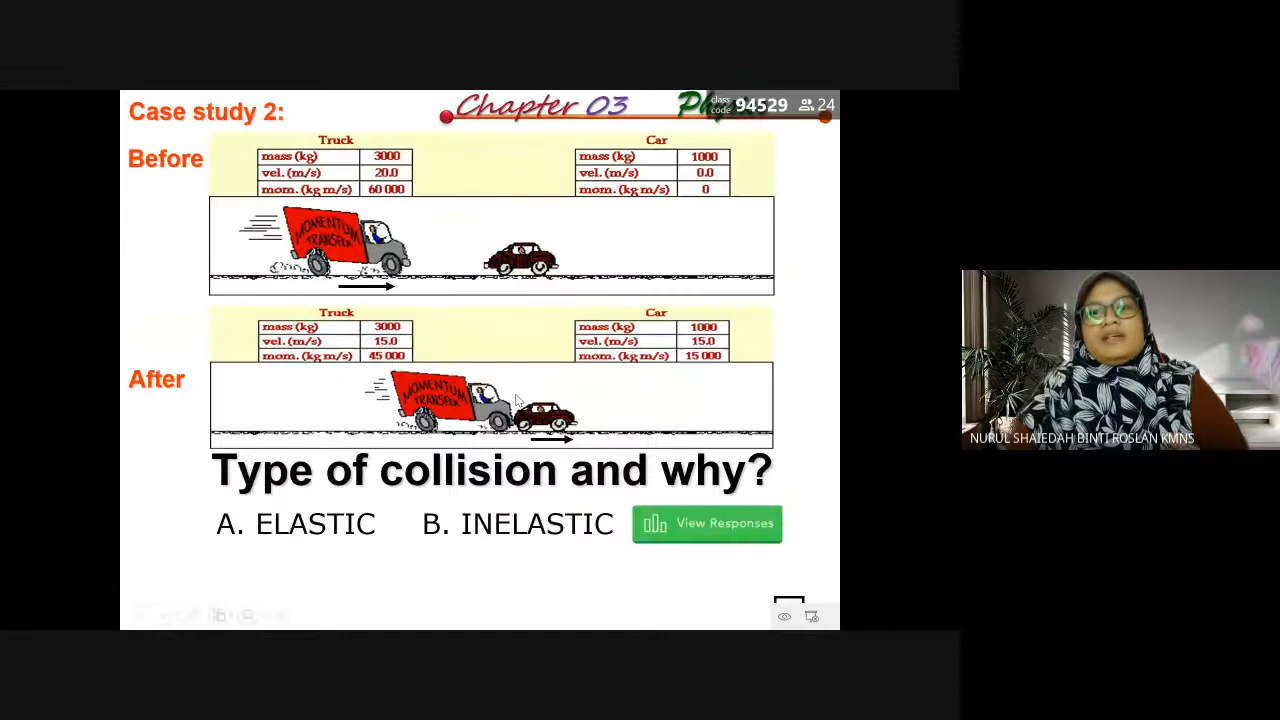 Case study 2:
Chapter 03
class code 94529 24
Before
Truck
mass (kg) 3000
vel. (m/s) 20.0
mom. (kg m/s) 60 000
Car
mass (kg) 1000
vel. (m/s) 0.0
mom. (kg m/s) 0
MOMENTUM
TRANSFER
After
Truck
mass (kg) 3000
vel. (m/s) 15.0
mom. (kg m/s) 45 000
Car
mass (kg) 1000
vel. (m/s) 15.0
mom. (kg m/s) 15 000
MOMENTUM
TRANSFER
NURUL SHAIEDAH BINTI ROSLAN KMNS
Type of collision and why?
A. ELASTIC B. INELASTIC View Responses